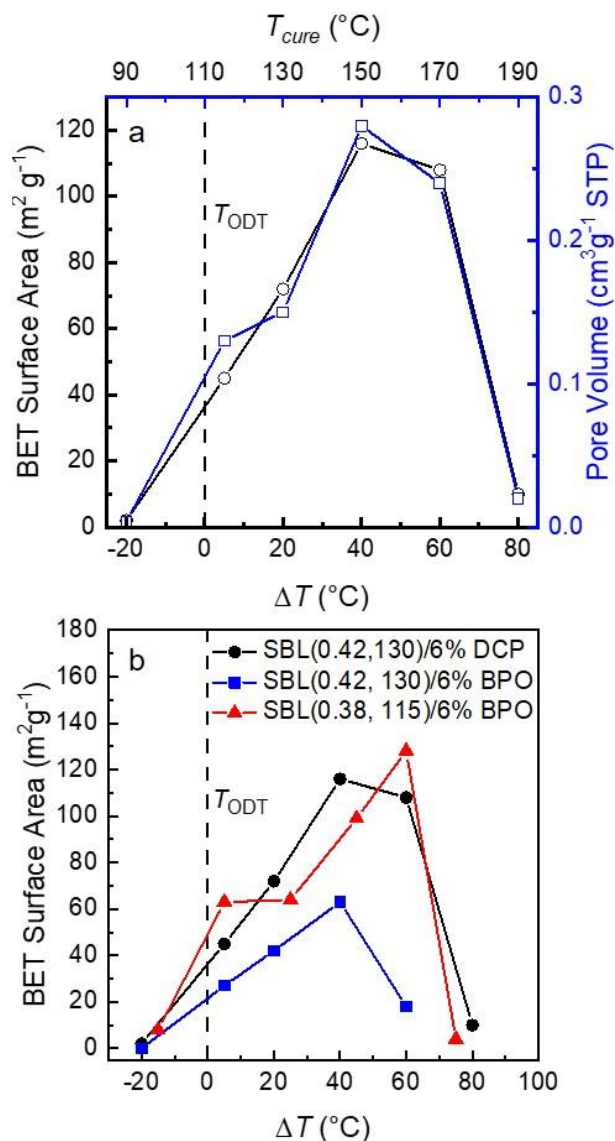 T_cure (°C)
90 110 130 150 170 190
a
120
100
80
60
40
20
0
BET Surface Area (m² g⁻¹)
T_ODT
0.3
0.2
0.1
0.0
Pore Volume (cm³g⁻¹ STP)
-20 0 20 40 60 80
ΔT (°C)
b
180
160
140
120
100
80
60
40
20
0
BET Surface Area (m²g⁻¹)
SBL(0.42,130)/6% DCP
SBL(0.42, 130)/6% BPO
SBL(0.38, 115)/6% BPO
T_ODT
-20 0 20 40 60 80 100
ΔT (°C)